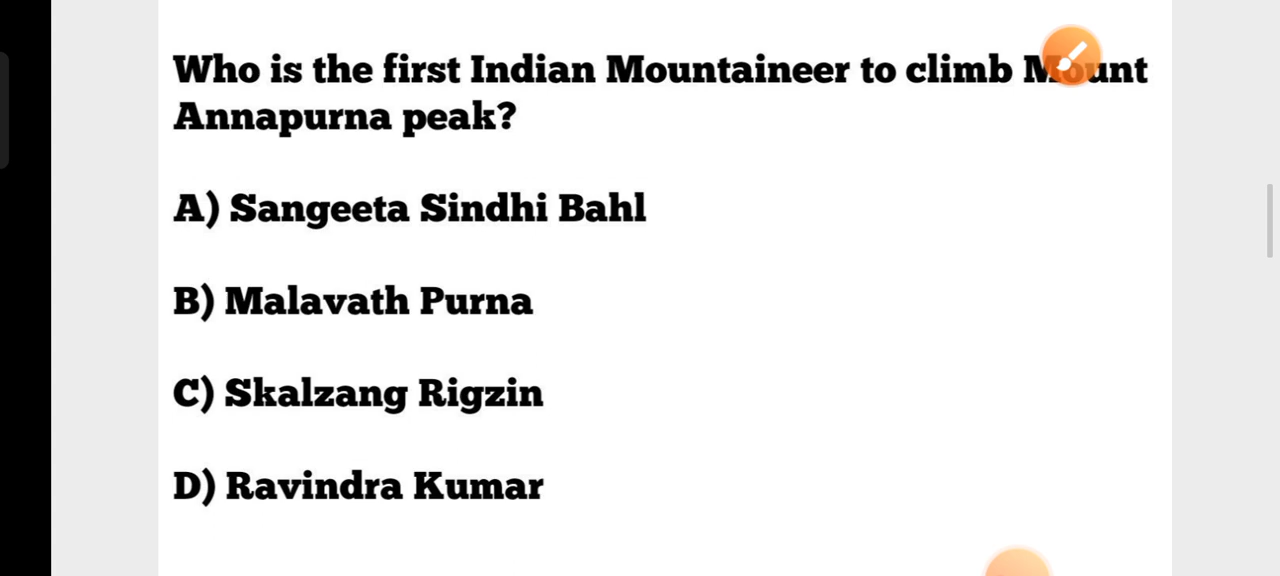 Who is the first Indian Mountaineer to climb Mount
Annapurna peak?
A) Sangeeta Sindhi Bahl
B) Malavath Purna
C) Skalzang Rigzin
D) Ravindra Kumar